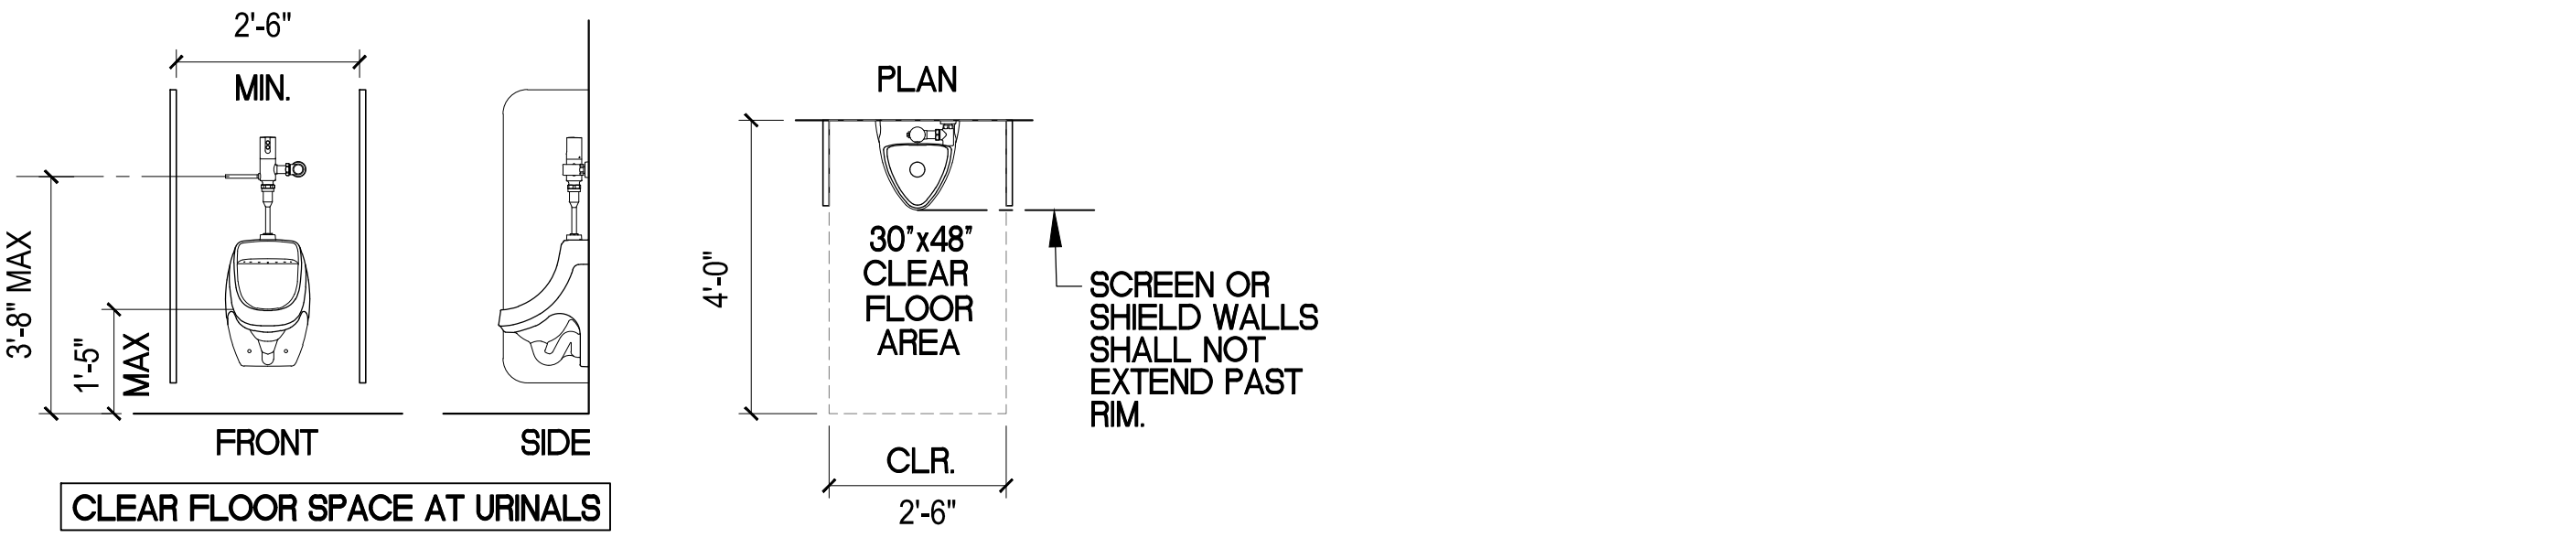 2'-6"
MIN.
3'-8" MAX
1'-5"
MAX
FRONT
SIDE
CLEAR FLOOR SPACE AT URINALS
PLAN
4'-0"
30"x48"
CLEAR
FLOOR
AREA
SCREEN OR
SHIELD WALLS
SHALL NOT
EXTEND PAST
RIM.
CLR.
2'-6"